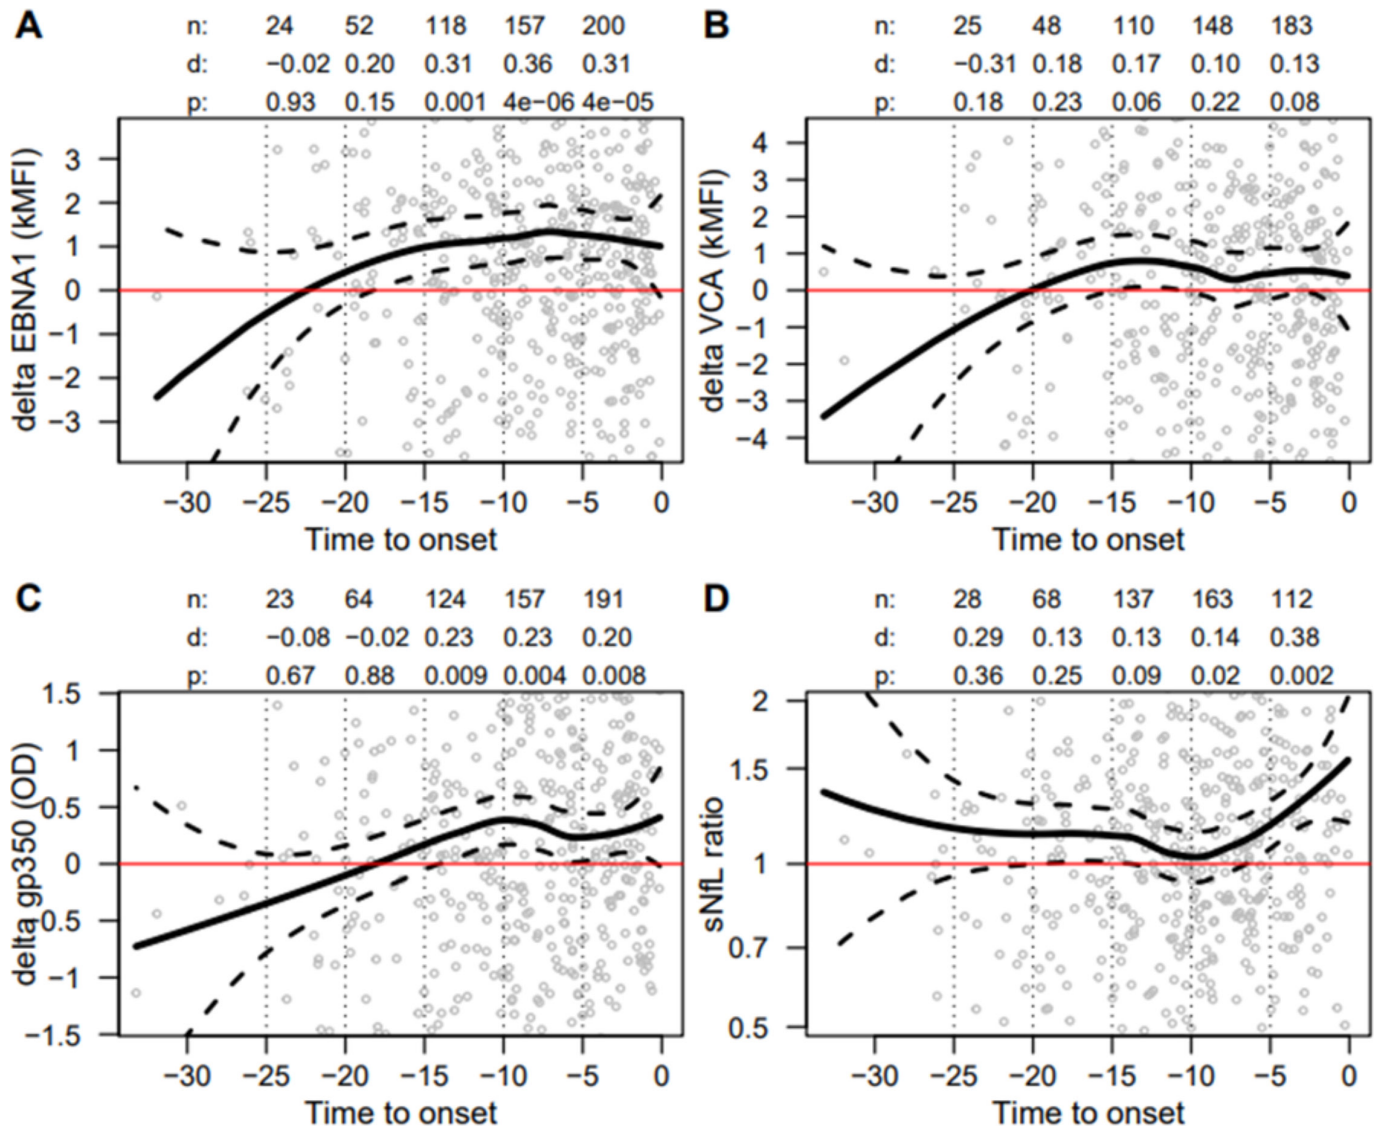 A
n: 24 52 118 157 200
d: −0.02 0.20 0.31 0.36 0.31
p: 0.93 0.15 0.001 4e−06 4e−05
delta EBNA1 (kMFI)
3
2
1
0
−1
−2
−3
−30 −25 −20 −15 −10 −5 0
Time to onset
B
n: 25 48 110 148 183
d: −0.31 0.18 0.17 0.10 0.13
p: 0.18 0.23 0.06 0.22 0.08
delta VCA (kMFI)
4
3
2
1
0
−1
−2
−3
−4
−30 −25 −20 −15 −10 −5 0
Time to onset
C
n: 23 64 124 157 191
d: −0.08 −0.02 0.23 0.23 0.20
p: 0.67 0.88 0.009 0.004 0.008
delta gp350 (OD)
1.5
1
0.5
0
−0.5
−1
−1.5
−30 −25 −20 −15 −10 −5 0
Time to onset
D
n: 28 68 137 163 112
d: 0.29 0.13 0.13 0.14 0.38
p: 0.36 0.25 0.09 0.02 0.002
sNfL ratio
2
1.5
1
0.7
0.5
−30 −25 −20 −15 −10 −5 0
Time to onset